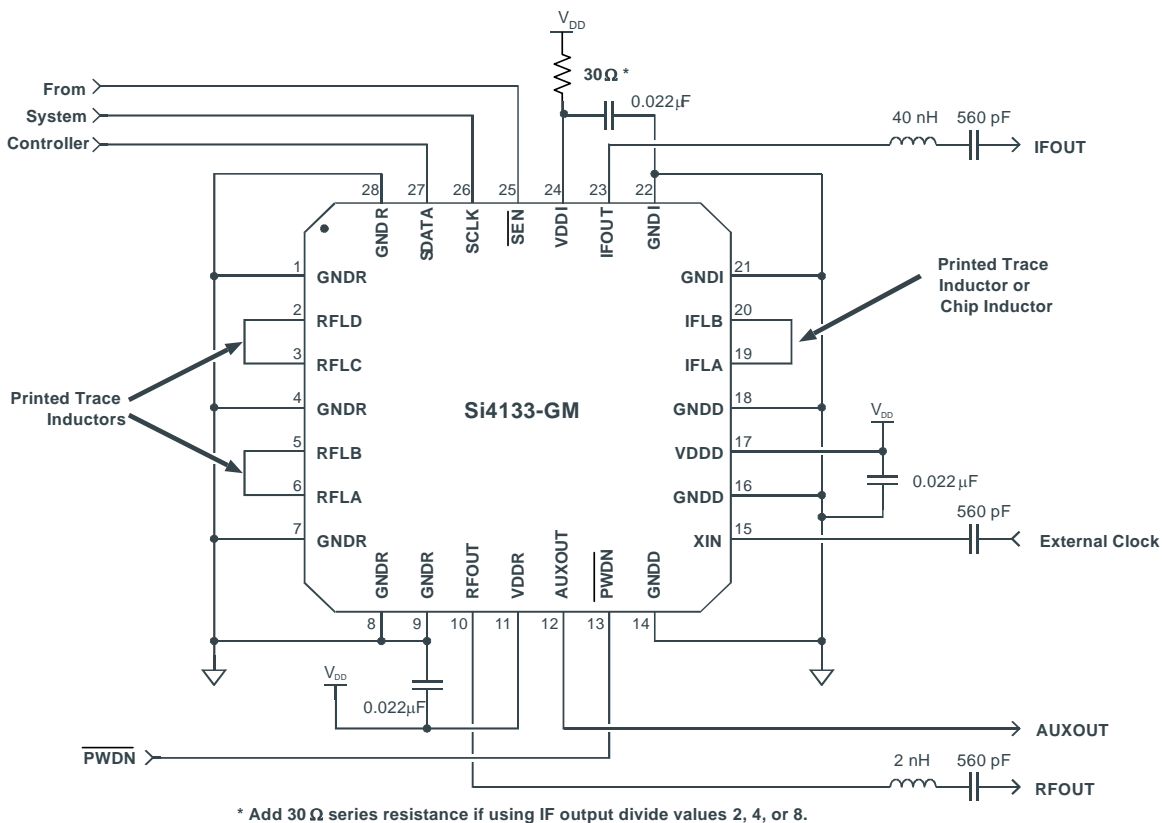 VDD
30Ω *
0.022µF
From
System
Controller
40 nH
560 pF
IFOUT
28
27
26
25
24
23
22
GNDR
SDATA
SCLK
SEN
VDDI
IFOUT
GNDI
1
GNDR
2
RFLD
3
RFLC
4
GNDR
5
RFLB
6
RFLA
7
GNDR
Printed Trace
Inductors
Si4133-GM
GNDI
21
IFLB
20
IFLA
19
GNDD
18
VDDD
17
GNDD
16
XIN
15
Printed Trace
Inductor or
Chip Inductor
VDD
0.022µF
560 pF
External Clock
GNDR
GNDR
RFOUT
VDDR
AUXOUT
PWDN
GNDD
8
9
10
11
12
13
14
VDD
0.022µF
AUXOUT
PWDN
2 nH
560 pF
RFOUT
* Add 30 Ω series resistance if using IF output divide values 2, 4, or 8.